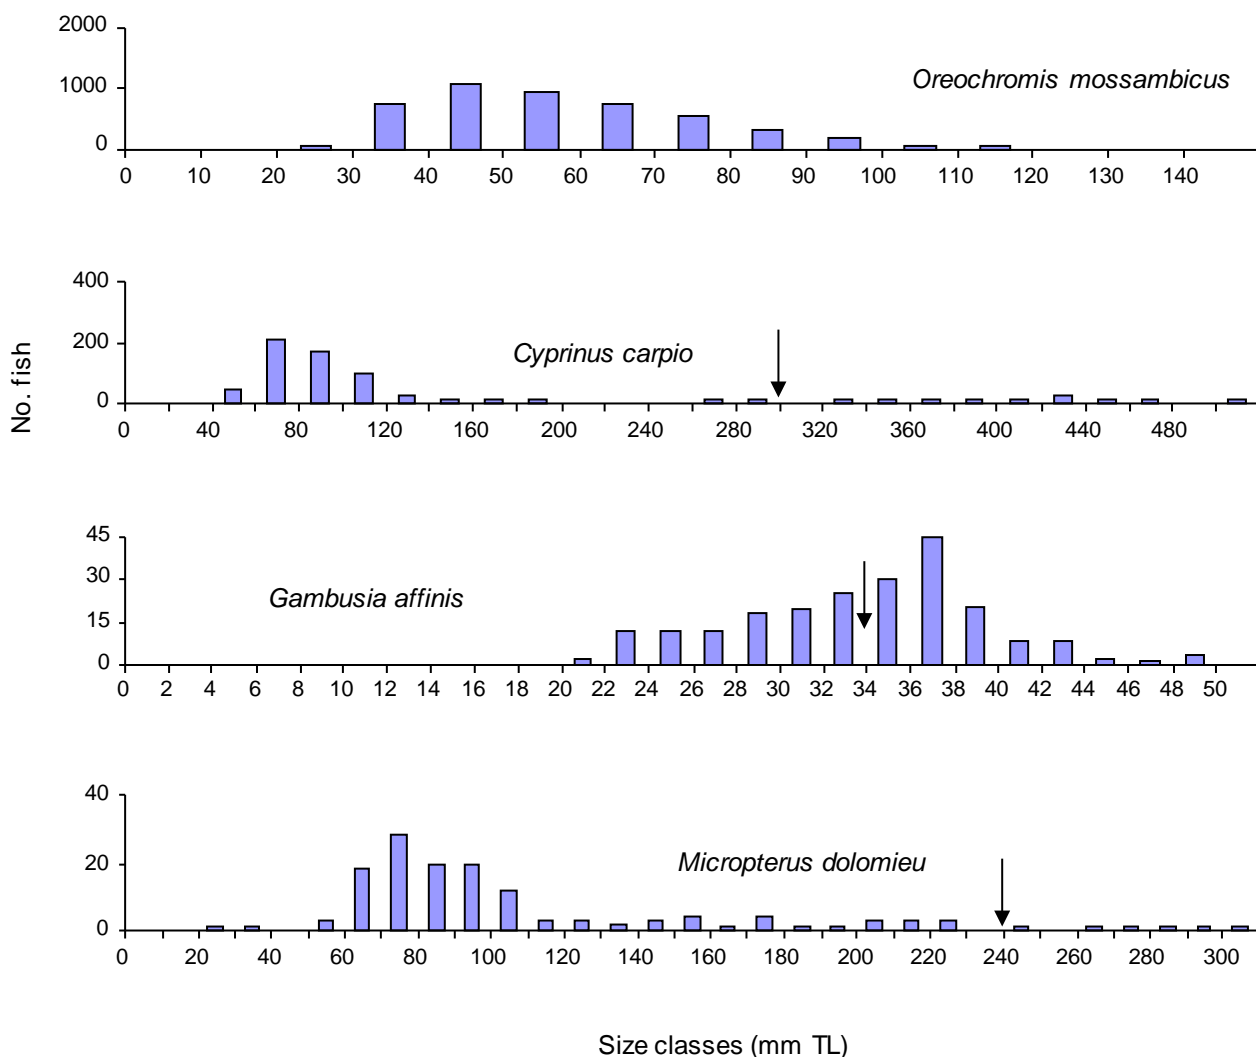 2000
1000
0
Oreochromis mossambicus
0 10 20 30 40 50 60 70 80 90 100 110 120 130 140
No. fish
400
200
0
Cyprinus carpio
0 40 80 120 160 200 240 280 320 360 400 440 480
45
30
15
0
Gambusia affinis
0 2 4 6 8 10 12 14 16 18 20 22 24 26 28 30 32 34 36 38 40 42 44 46 48 50
40
20
0
Micropterus dolomieu
0 20 40 60 80 100 120 140 160 180 200 220 240 260 280 300
Size classes (mm TL)